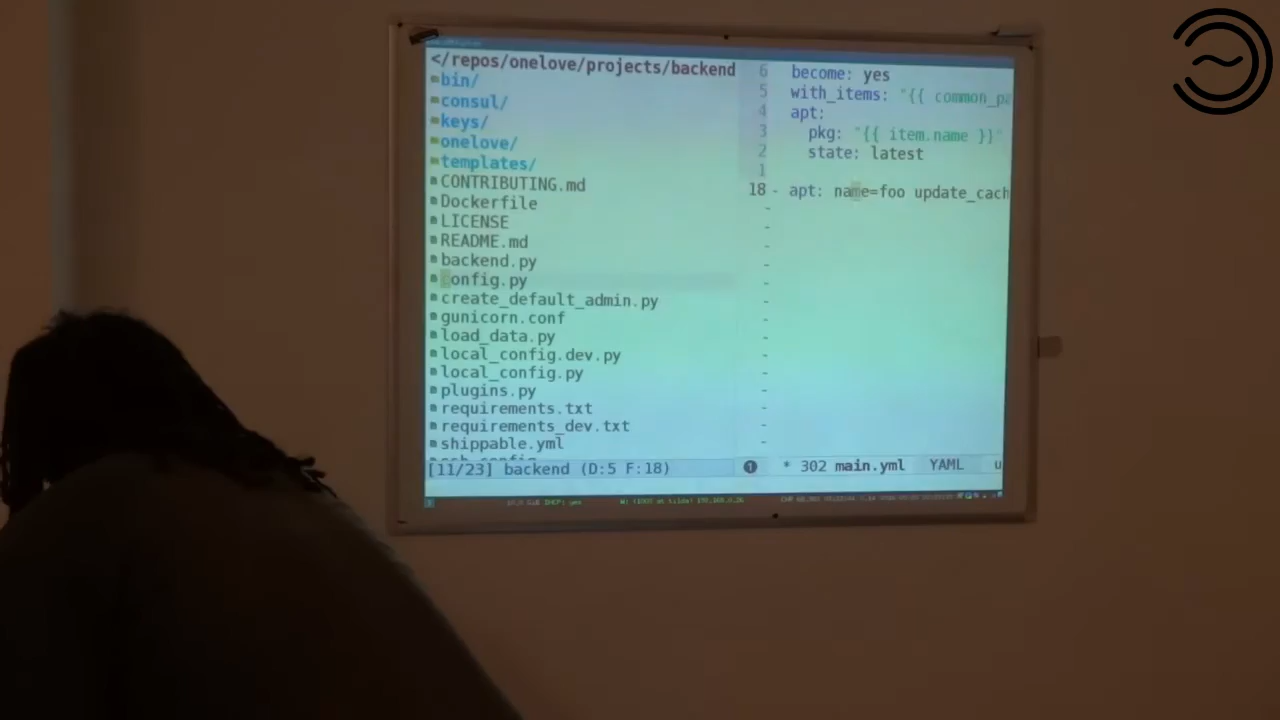 </repos/onelove/projects/backend
bin/
consul/
keys/
onelove/
templates/
CONTRIBUTING.md
Dockerfile
LICENSE
README.md
backend.py
config.py
create_default_admin.py
gunicorn.conf
load_data.py
local_config.dev.py
local_config.py
plugins.py
requirements.txt
requirements_dev.txt
shippable.yml
[11/23] backend (D:5 F:18)
6 become: yes
5 with_items: "{{ common_pa
4 apt:
3 pkg: "{{ item.name }}"
2 state: latest
1
18 - apt: name=foo update_cach
1 * 302 main.yml YAML u